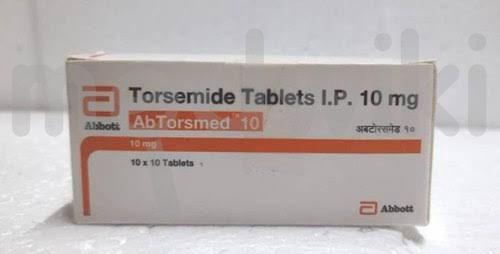 Torsemide Tablets I.P. 10 mg
Abbott
AbTorsmed 10
अबटोरसमेड १०
10 mg
10 x 10 Tablets
Abbott